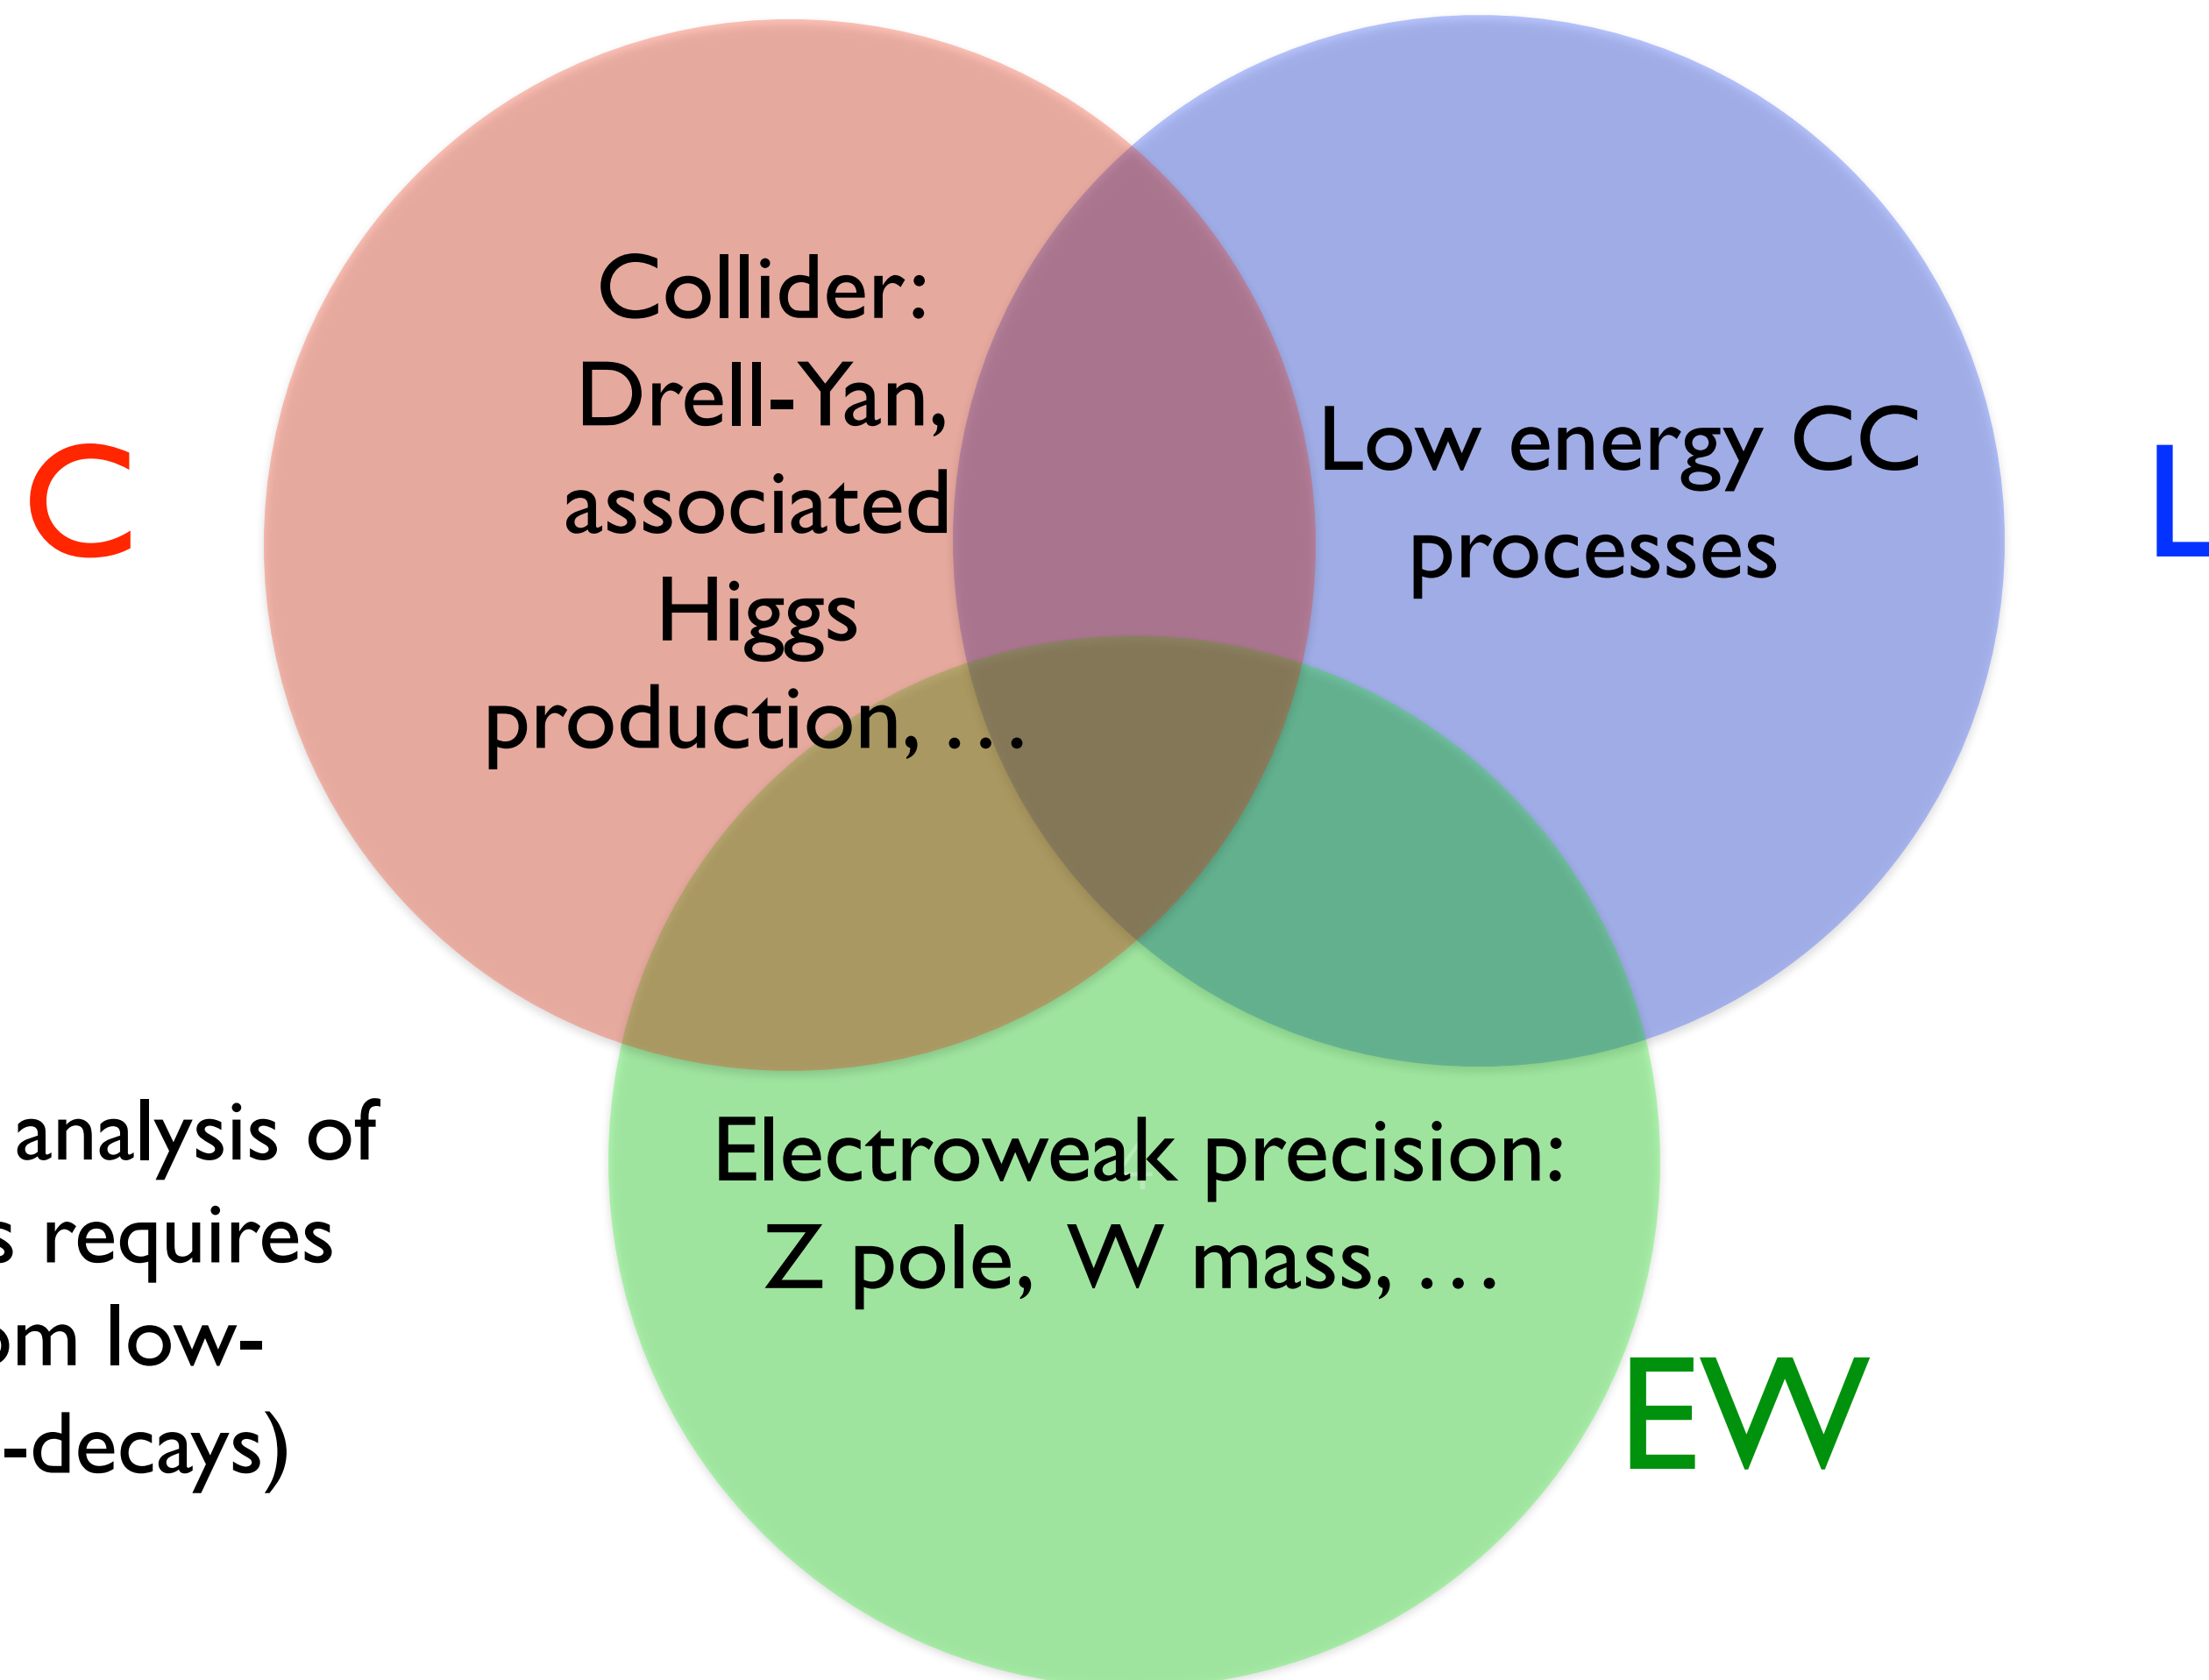 Collider:
Drell-Yan,
associated
Higgs
production, …
Low energy CC
processes
C
L
analysis of
requires
low-
-decays)
Electroweak precision:
Z pole, W mass, …
EW